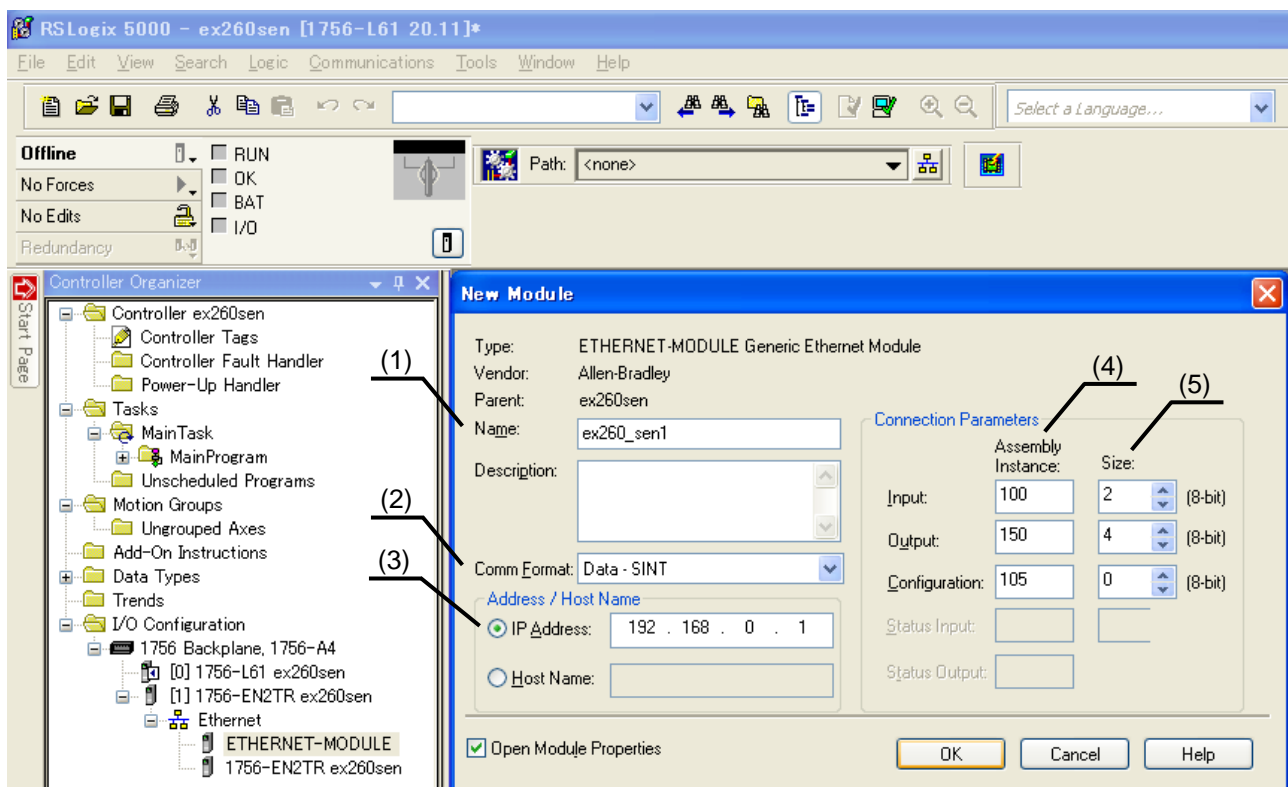 RSLogix 5000 - ex260sen [1756-L61 20.11]*
File Edit View Search Logic Communications Tools Window Help
Select a Language...
Offline
No Forces
No Edits
Redundancy
RUN
OK
BAT
I/O
Path: <none>
Start Page
Controller Organizer
Controller ex260sen
Controller Tags
Controller Fault Handler
Power-Up Handler
Tasks
MainTask
MainProgram
Unscheduled Programs
Motion Groups
Ungrouped Axes
Add-On Instructions
Data Types
Trends
I/O Configuration
1756 Backplane, 1756-A4
[0] 1756-L61 ex260sen
[1] 1756-EN2TR ex260sen
Ethernet
ETHERNET-MODULE
1756-EN2TR ex260sen
(1)
(2)
(3)
New Module
Type: ETHERNET-MODULE Generic Ethernet Module
Vendor: Allen-Bradley
Parent: ex260sen
Name: ex260_sen1
Description:
Comm Format: Data - SINT
Address / Host Name
IP Address: 192 . 168 . 0 . 1
Host Name:
(4)
(5)
Connection Parameters
Assembly
Instance: Size:
Input: 100 2 (8-bit)
Output: 150 4 (8-bit)
Configuration: 105 0 (8-bit)
Status Input:
Status Output:
Open Module Properties
OK Cancel Help